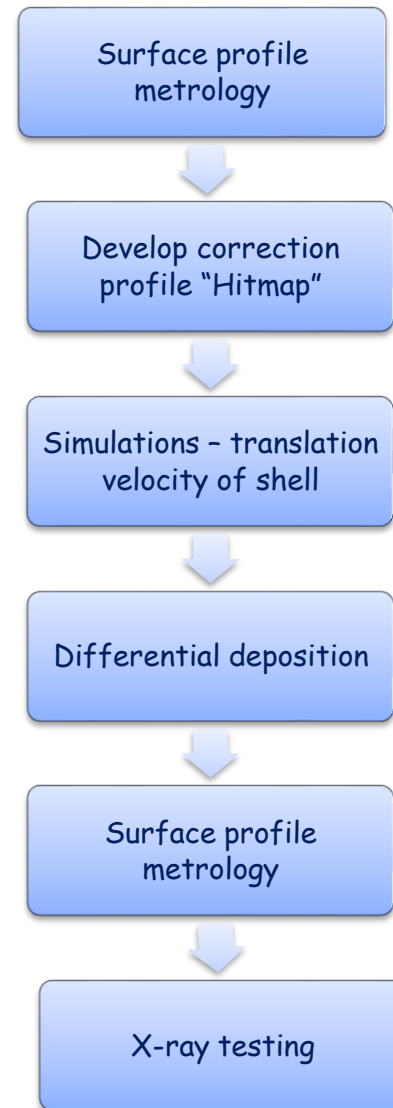 Surface profile
metrology
Develop correction
profile “Hitmap”
Simulations – translation
velocity of shell
Differential deposition
Surface profile
metrology
X-ray testing